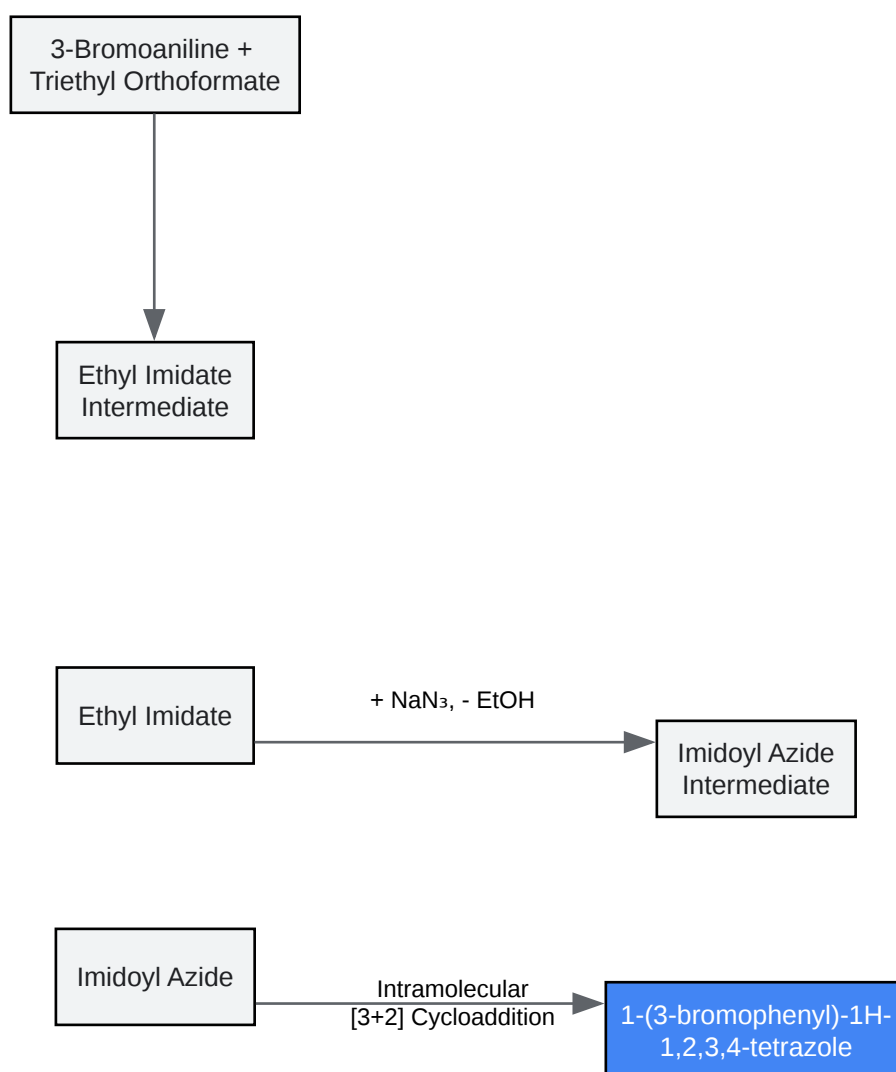 3-Bromoaniline +
Triethyl Orthoformate
Ethyl Imidate
Intermediate
Ethyl Imidate
+ NaN₃, - EtOH
Imidoyl Azide
Intermediate
Imidoyl Azide
Intramolecular
[3+2] Cycloaddition
1-(3-bromophenyl)-1H-
1,2,3,4-tetrazole